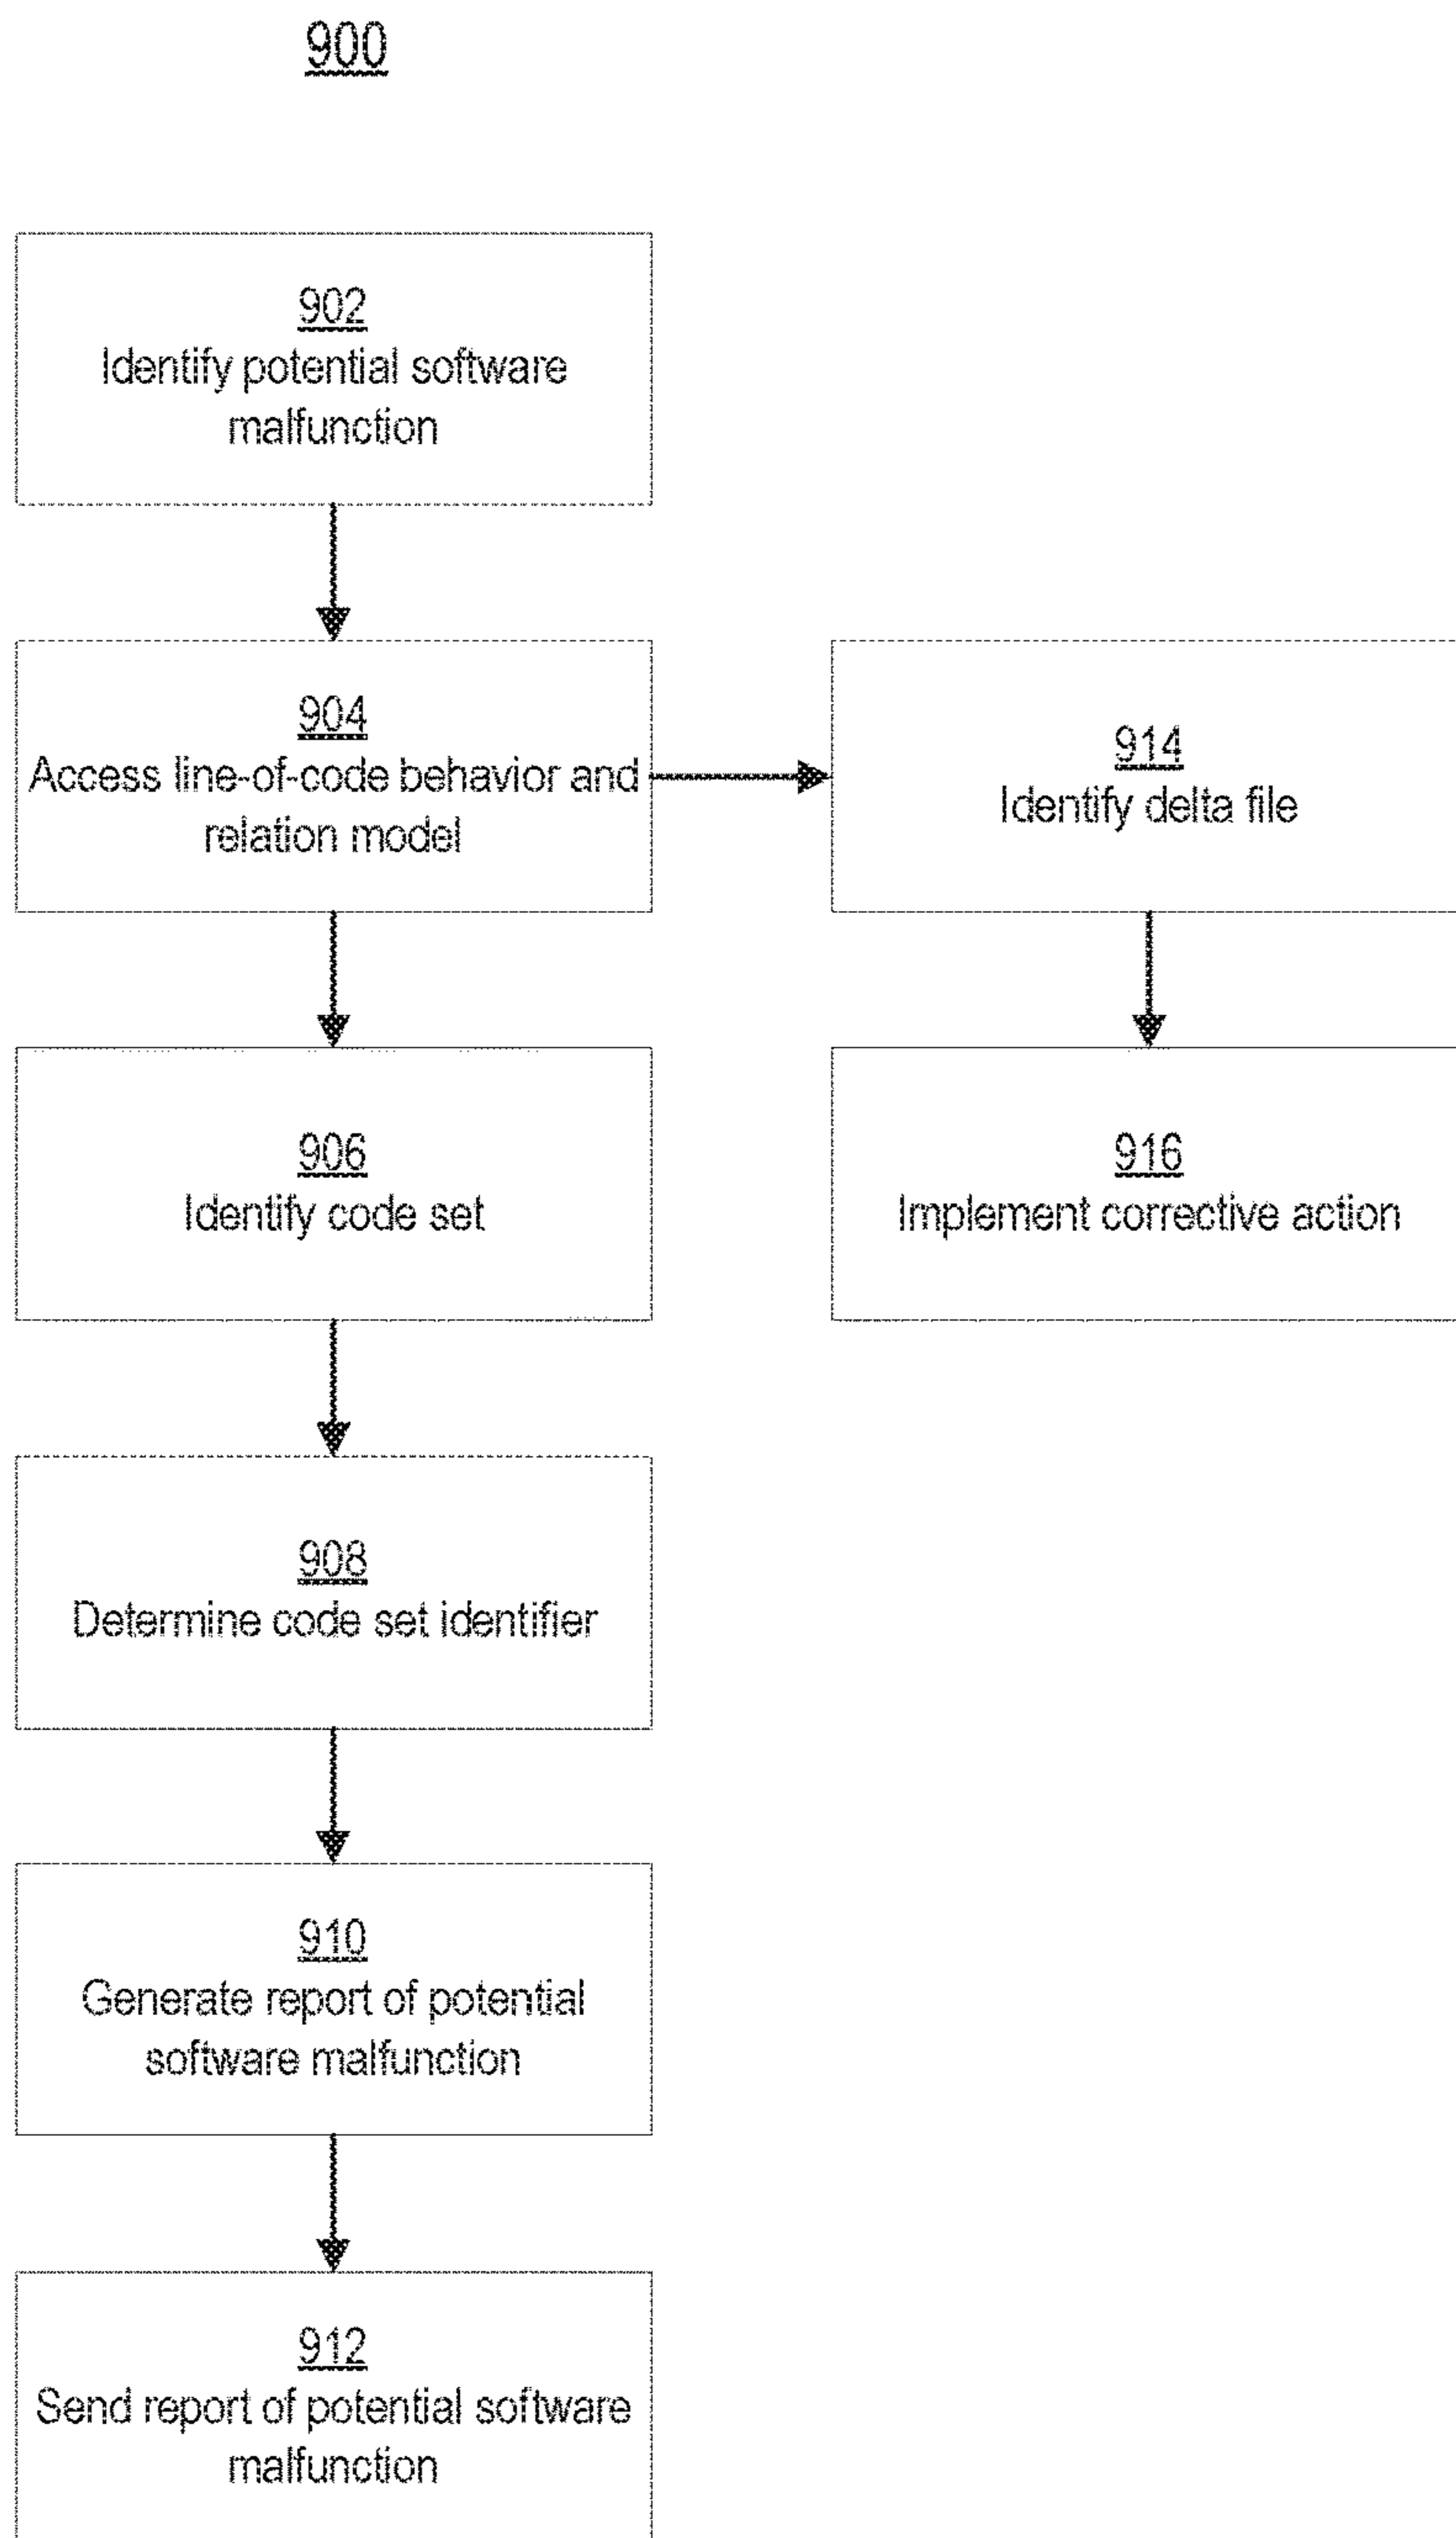 900
902
Identify potential software
malfunction
904
Access line-of-code behavior and
relation model
914
Identify delta file
906
Identify code set
916
Implement corrective action
908
Determine code set identifier
910
Generate report of potential
software malfunction
912
Send report of potential software
malfunction